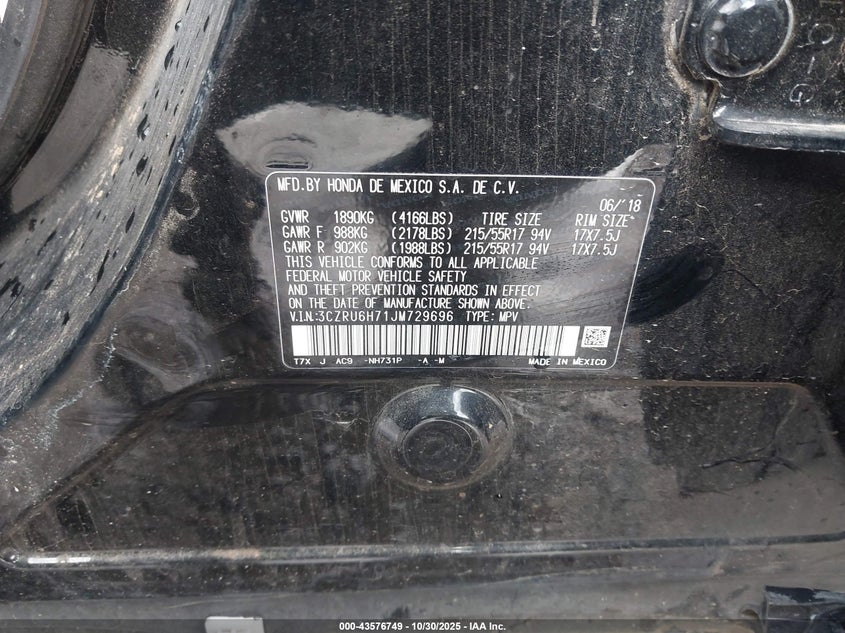 MFD.BY HONDA DE MEXICO S.A. DE C.V.
06/'18
GVWR 1890KG (4166LBS) TIRE SIZE RIM SIZE
GAWR F 988KG (2178LBS) 215/55R17 94V 17X7.5J
GAWR R 902KG (1988LBS) 215/55R17 94V 17X7.5J
THIS VEHICLE CONFORMS TO ALL APPLICABLE
FEDERAL MOTOR VEHICLE SAFETY
AND THEFT PREVENTION STANDARDS IN EFFECT
ON THE DATE OF MANUFACTURE SHOWN ABOVE.
V.I.N:3CZRU6H71JM729696 TYPE: MPV
T7X J AC9 -NH731P -A -M MADE IN MEXICO
000-43576749 - 10/30/2025 - IAA Inc.